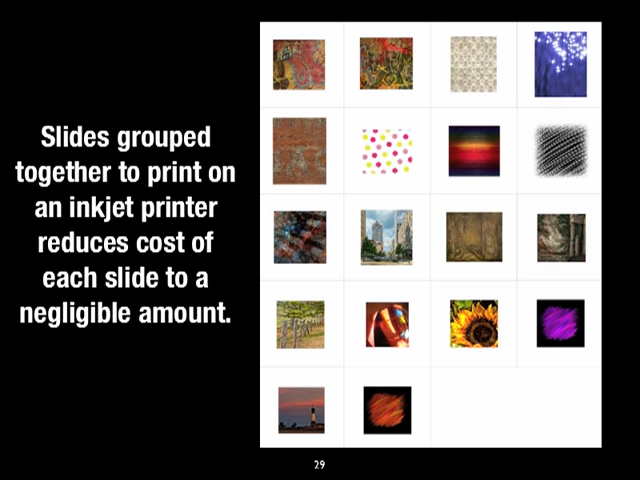 Slides grouped
together to print on
an inkjet printer
reduces cost of
each slide to a
negligible amount.
29